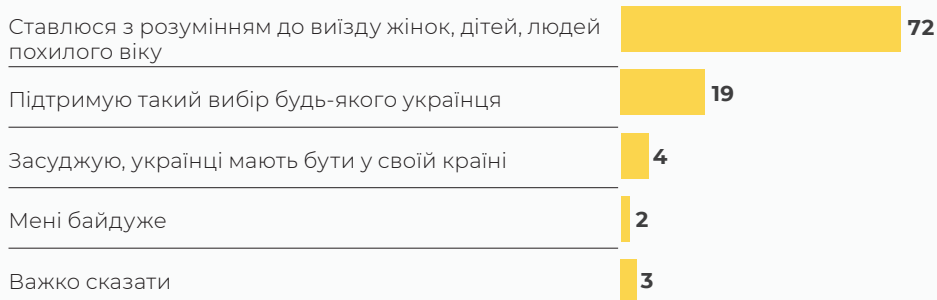 Ставлюся з розумінням до виїзду жінок, дітей, людей
похилого віку
72
Підтримую такий вибір будь-якого українця
19
Засуджую, українці мають бути у своїй країні
4
Мені байдуже
2
Важко сказати
3